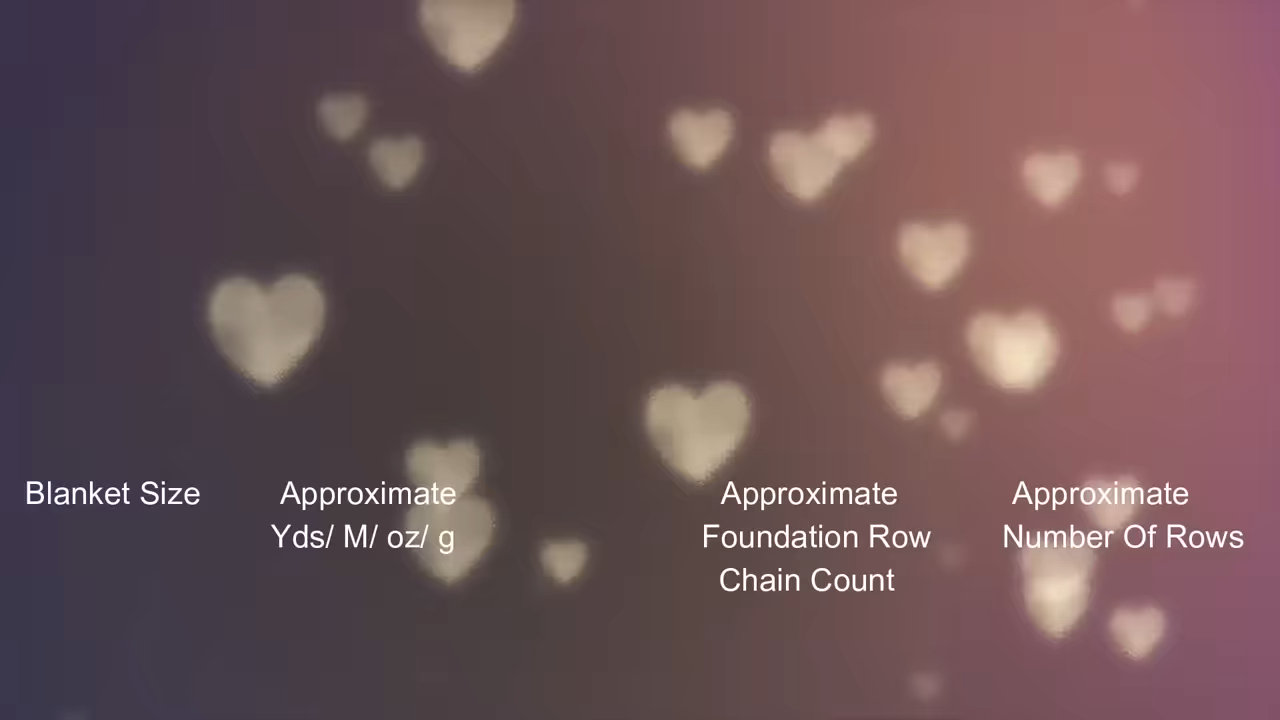 Blanket Size
Approximate
Yds/ M/ oz/ g
Approximate
Foundation Row
Chain Count
Approximate
Number Of Rows